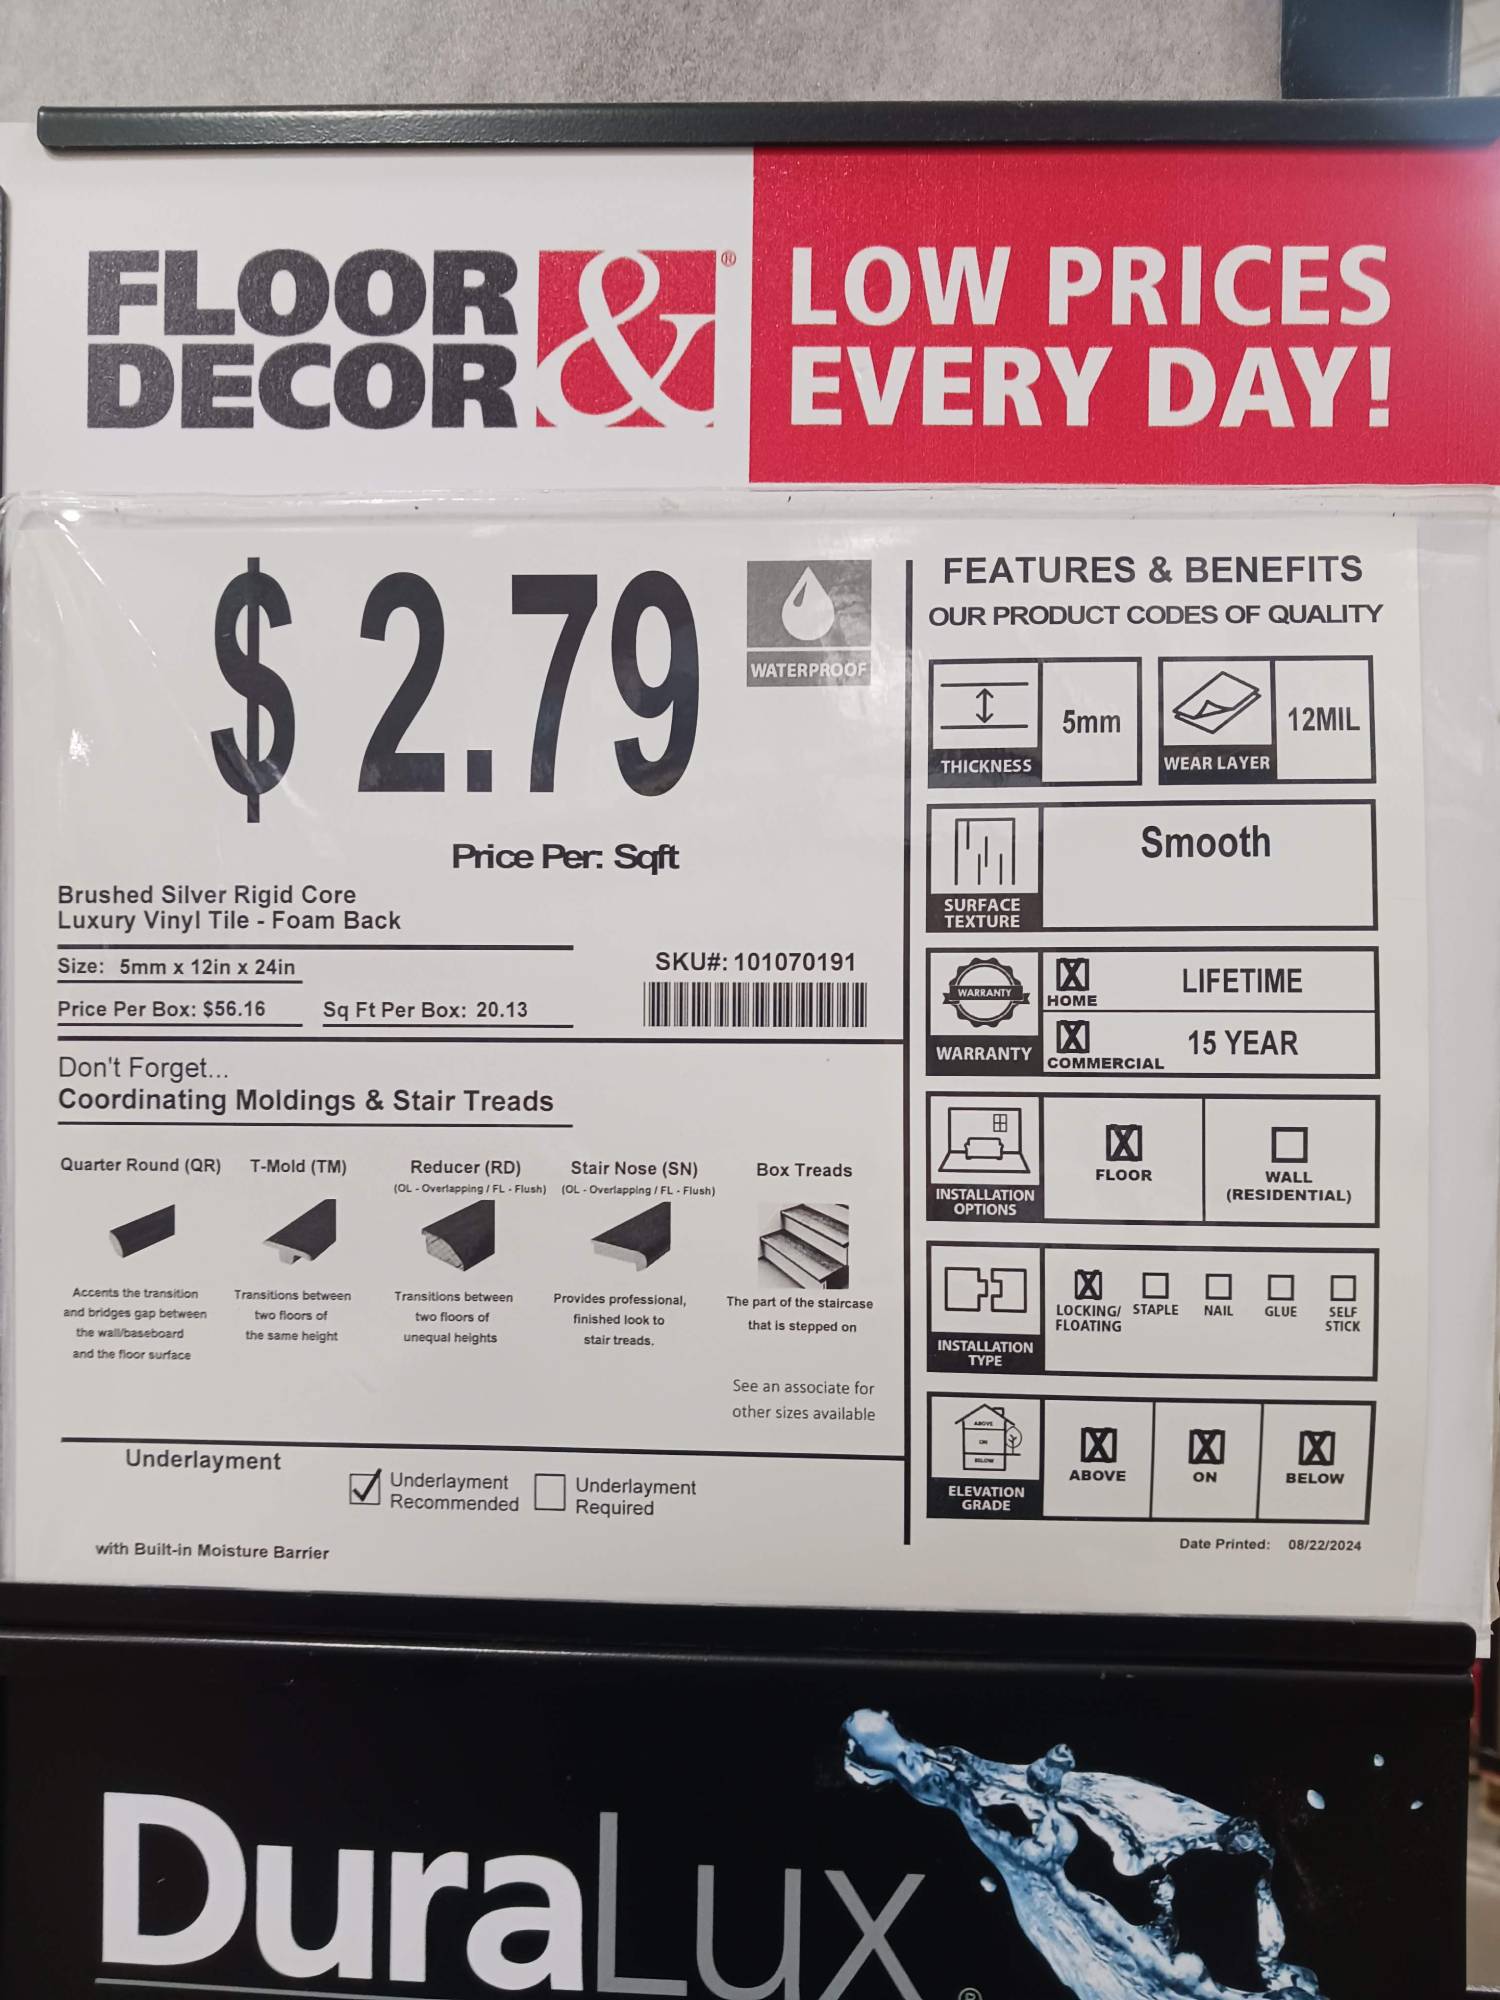 FLOOR
DECOR
&®
LOW PRICES
EVERY DAY!
$ 2.79
WATERPROOF
Price Per: Sqft
Brushed Silver Rigid Core
Luxury Vinyl Tile - Foam Back
Size: 5mm x 12in x 24in
SKU#: 101070191
Price Per Box: $56.16
Sq Ft Per Box: 20.13
Don't Forget...
Coordinating Moldings & Stair Treads
Quarter Round (QR)
Accents the transition
and bridges gap between
the wall/baseboard
and the floor surface
T-Mold (TM)
Transitions between
two floors of
the same height
Reducer (RD)
(OL - Overlapping / FL - Flush)
Transitions between
two floors of
unequal heights
Stair Nose (SN)
(OL - Overlapping / FL - Flush)
Provides professional,
finished look to
stair treads.
Box Treads
The part of the staircase
that is stepped on
See an associate for
other sizes available
Underlayment
Underlayment
Recommended
Underlayment
Required
with Built-in Moisture Barrier
FEATURES & BENEFITS
OUR PRODUCT CODES OF QUALITY
THICKNESS
5mm
WEAR LAYER
12MIL
SURFACE
TEXTURE
Smooth
WARRANTY
WARRANTY
X
HOME
LIFETIME
X
COMMERCIAL
15 YEAR
INSTALLATION
OPTIONS
X
FLOOR
WALL
(RESIDENTIAL)
INSTALLATION
TYPE
X
LOCKING/
FLOATING
STAPLE
NAIL
GLUE
SELF
STICK
ABOVE
ON
BELOW
ELEVATION
GRADE
X
ABOVE
X
ON
X
BELOW
Date Printed: 08/22/2024
DuraLux®